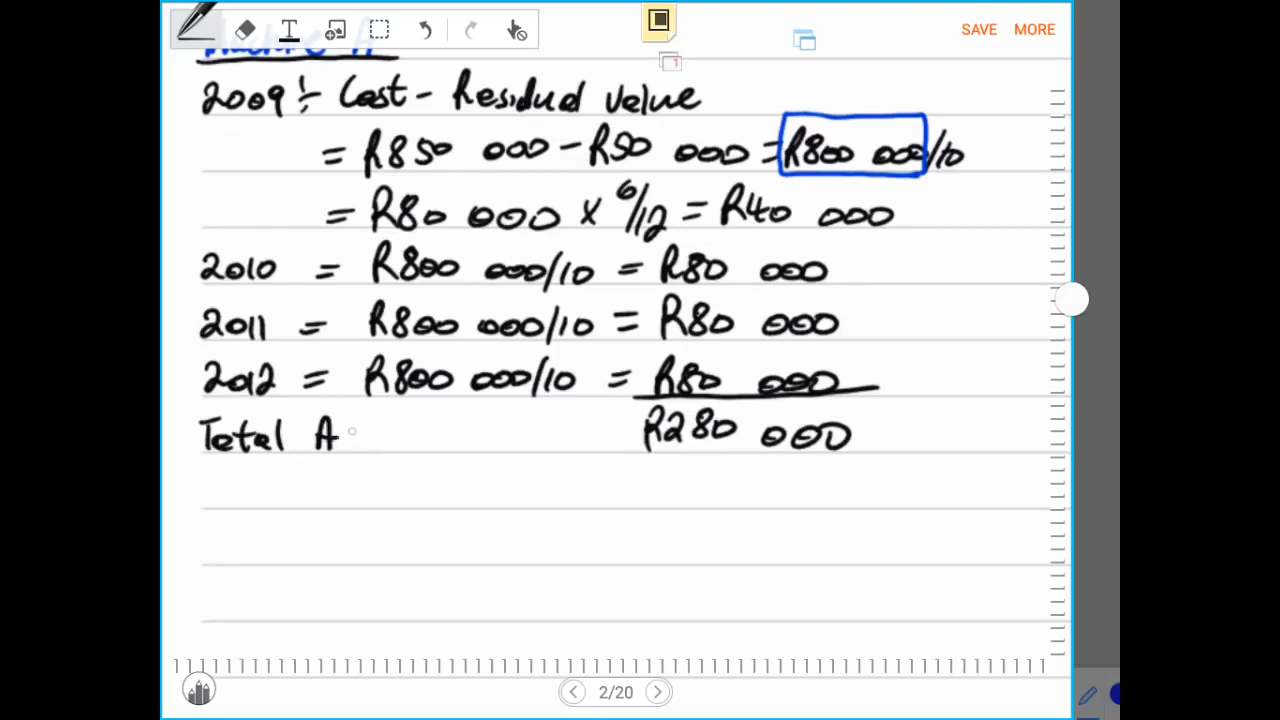 SAVE MORE
1
Machine A
2009 ÷ Cost - Residual value
= R850 000 - R50 000 = R800 000/10
= R80 000 x 6/12 = R40 000
2010 = R800 000/10 = R80 000
2011 = R800 000/10 = R80 000
2012 = R800 000/10 = R80 000
Total A R280 000
2/20